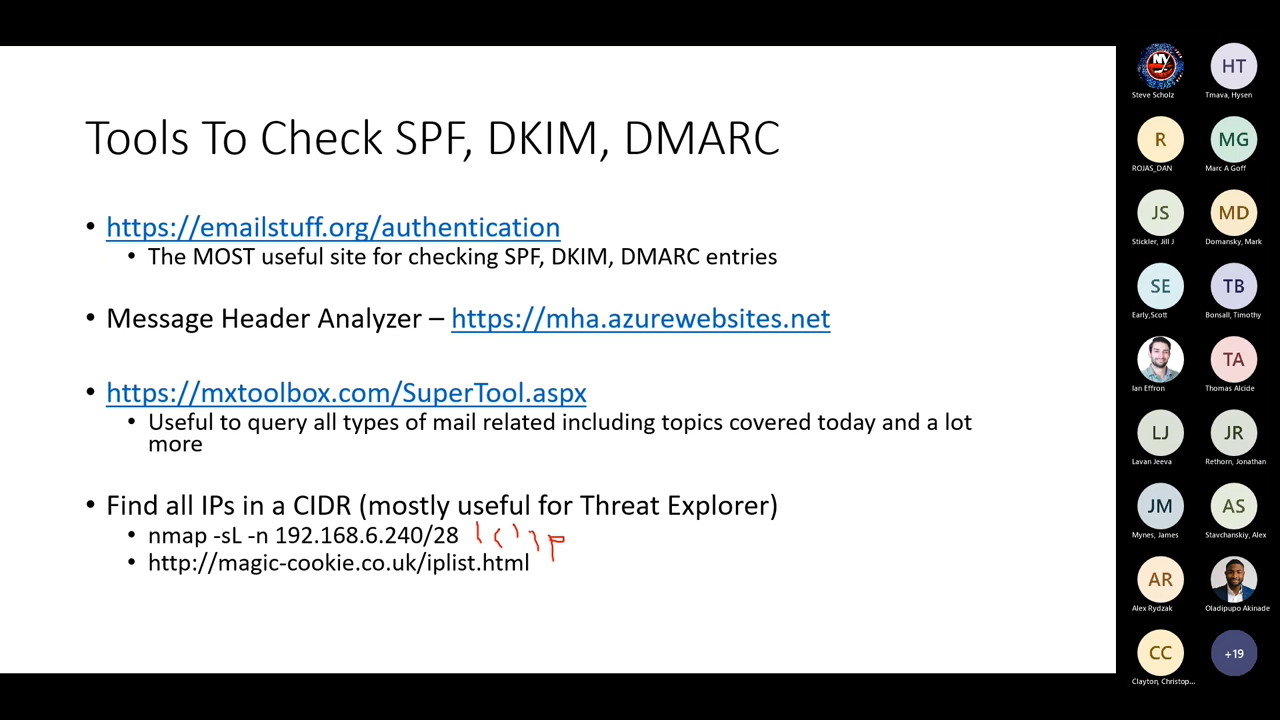 Tools To Check SPF, DKIM, DMARC
• https://emailstuff.org/authentication
• The MOST useful site for checking SPF, DKIM, DMARC entries
• Message Header Analyzer – https://mha.azurewebsites.net
• https://mxtoolbox.com/SuperTool.aspx
• Useful to query all types of mail related including topics covered today and a lot
more
• Find all IPs in a CIDR (mostly useful for Threat Explorer)
• nmap -sL -n 192.168.6.240/28
• http://magic-cookie.co.uk/iplist.html
NY
Steve Scholz
HT
Tmava, Hysen
R
ROJAS_DAN
MG
Marc A Goff
JS
Stickler, Jill J
MD
Domansky, Mark
SE
Early,Scott
TB
Bonsall, Timothy
Ian Effron
TA
Thomas Alcide
LJ
Lavan Jeeva
JR
Rethorn, Jonathan
JM
Mynes, James
AS
Stavchanskiy, Alex
AR
Alex Rydzak
Oladipupo Akinade
CC
Clayton, Christop...
+19